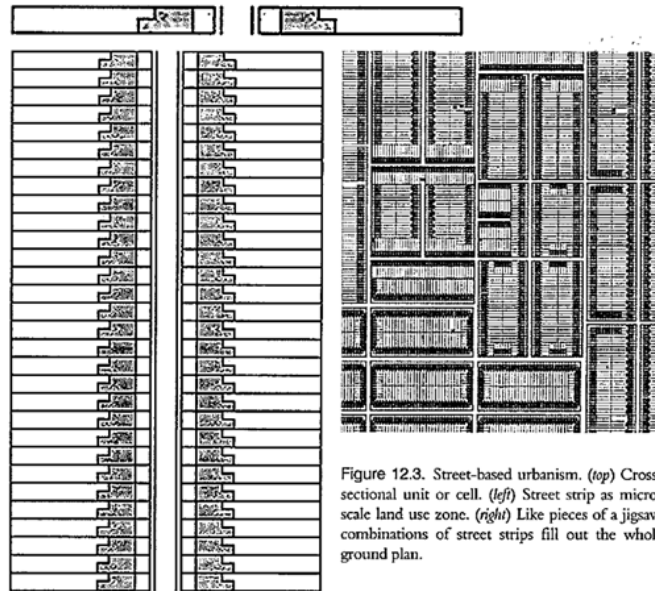 Figure 12.3. Street-based urbanism. (top) Cross
sectional unit or cell. (left) Street strip as micro
scale land use zone. (right) Like pieces of a jigsaw
combinations of street strips fill out the whol
ground plan.